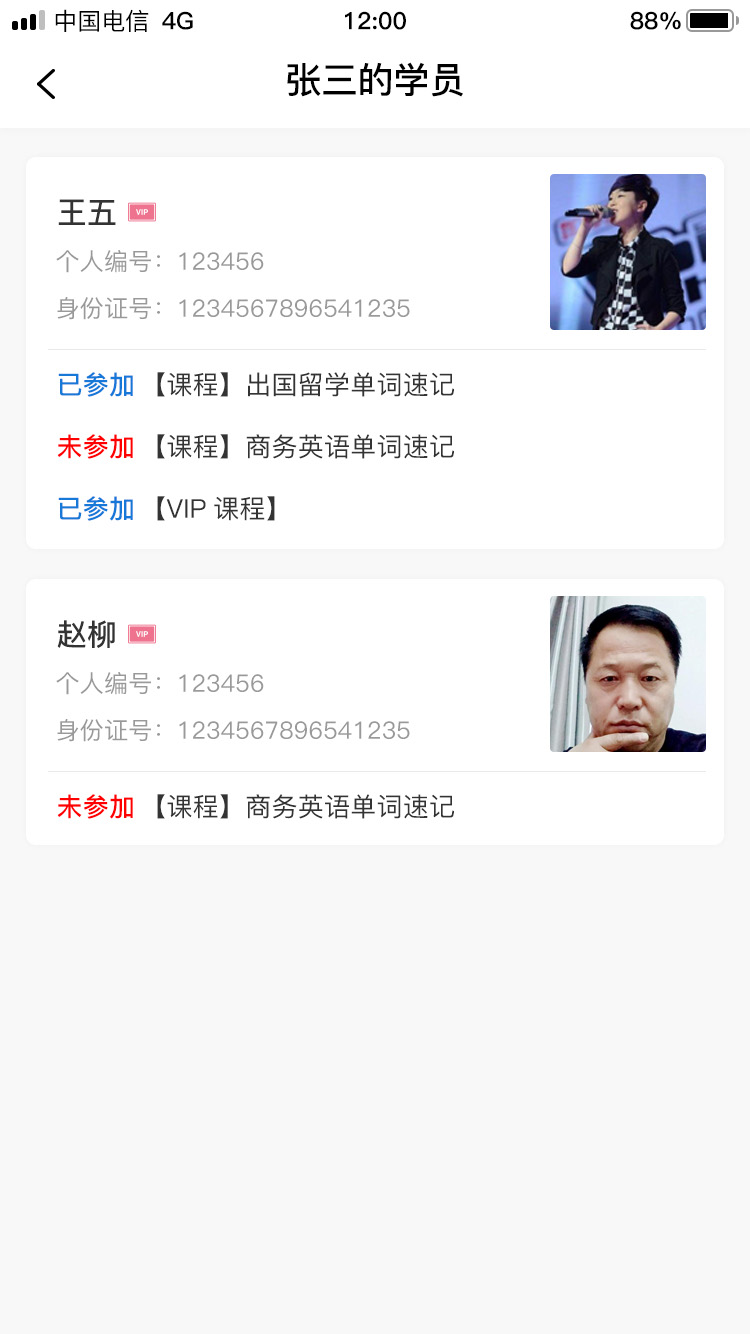 中国电信 4G 12:00 88%
张三的学员
王五 VIP
个人编号：123456
身份证号：1234567896541235
已参加 【课程】出国留学单词速记
未参加 【课程】商务英语单词速记
已参加 【VIP 课程】
赵柳 VIP
个人编号：123456
身份证号：1234567896541235
未参加 【课程】商务英语单词速记